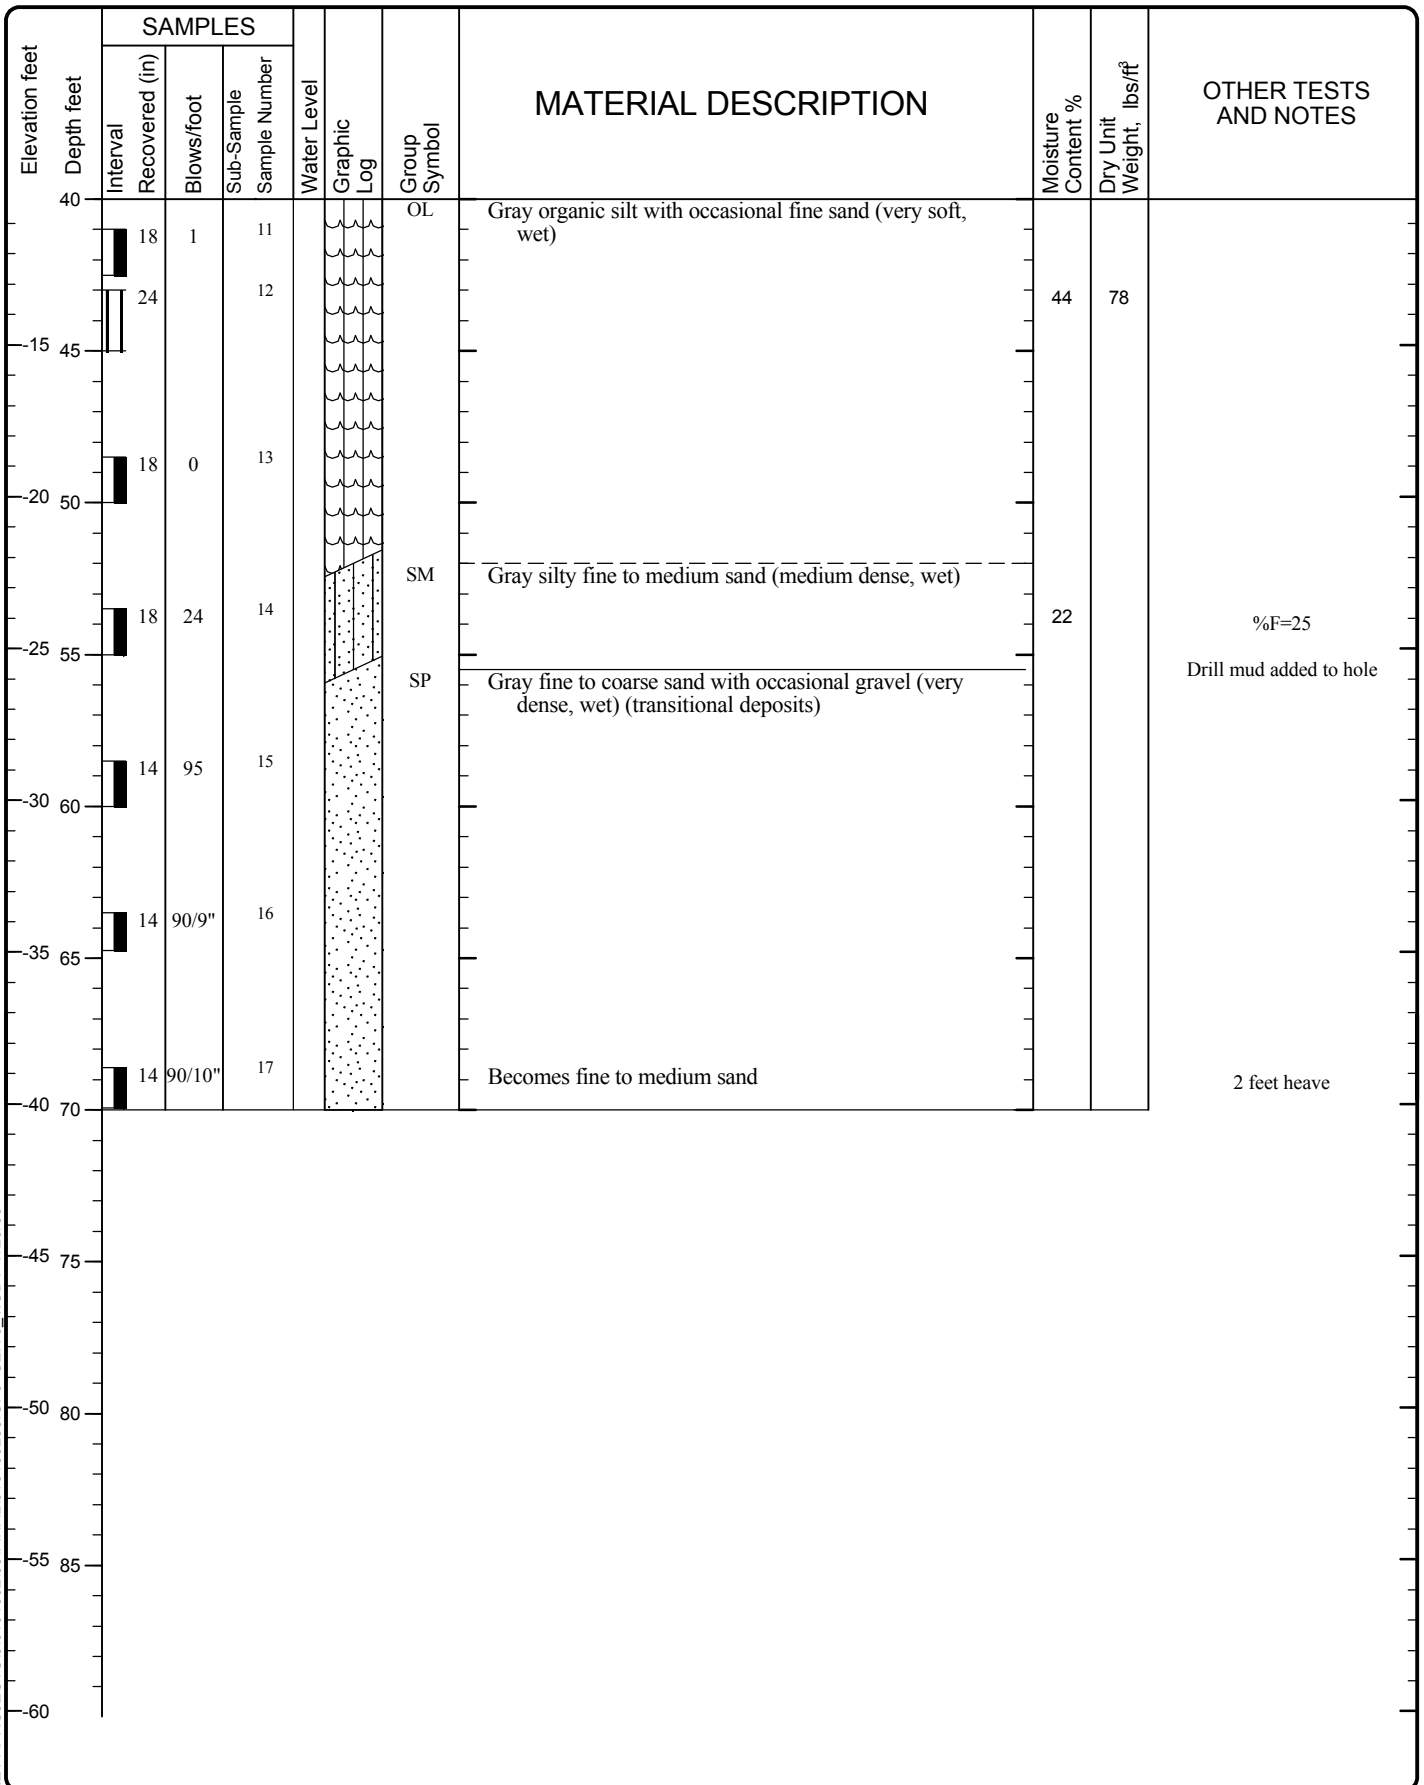 SAMPLES
Elevation feet
Depth feet
Interval
Recovered (in)
Blows/foot
Sub-Sample
Sample Number
Water Level
Graphic
Log
Group
Symbol
MATERIAL DESCRIPTION
Moisture
Content %
Dry Unit
Weight, lbs/ft³
OTHER TESTS
AND NOTES
40
OL
Gray organic silt with occasional fine sand (very soft,
wet)
18 1 11
24 12 44 78
-15 45
18 0 13
-20 50
SM
Gray silty fine to medium sand (medium dense, wet)
18 24 14 22 %F=25
-25 55
Drill mud added to hole
SP
Gray fine to coarse sand with occasional gravel (very
dense, wet) (transitional deposits)
14 95 15
-30 60
14 90/9" 16
-35 65
14 90/10" 17 Becomes fine to medium sand 2 feet heave
-40 70
-45 75
-50 80
-55 85
-60